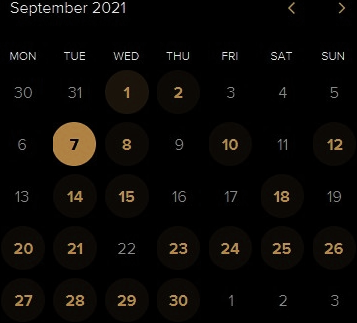 September 2021 < >
MON TUE WED THU FRI SAT SUN
30 31 1 2 3 4 5
6 7 8 9 10 11 12
13 14 15 16 17 18 19
20 21 22 23 24 25 26
27 28 29 30 1 2 3